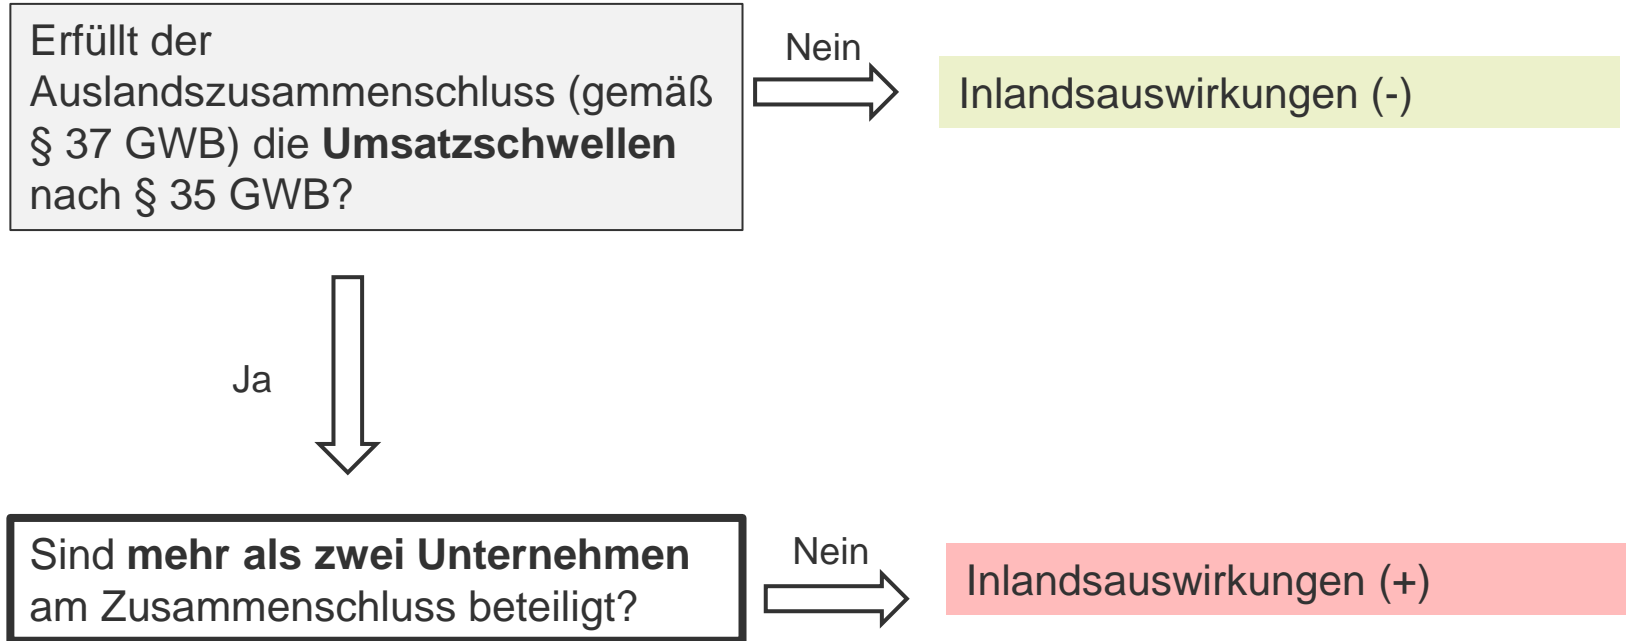 Erfüllt der
Auslandszusammenschluss (gemäß
§ 37 GWB) die Umsatzschwellen
nach § 35 GWB?
Nein
Inlandsauswirkungen (-)
Ja
Sind mehr als zwei Unternehmen
am Zusammenschluss beteiligt?
Nein
Inlandsauswirkungen (+)